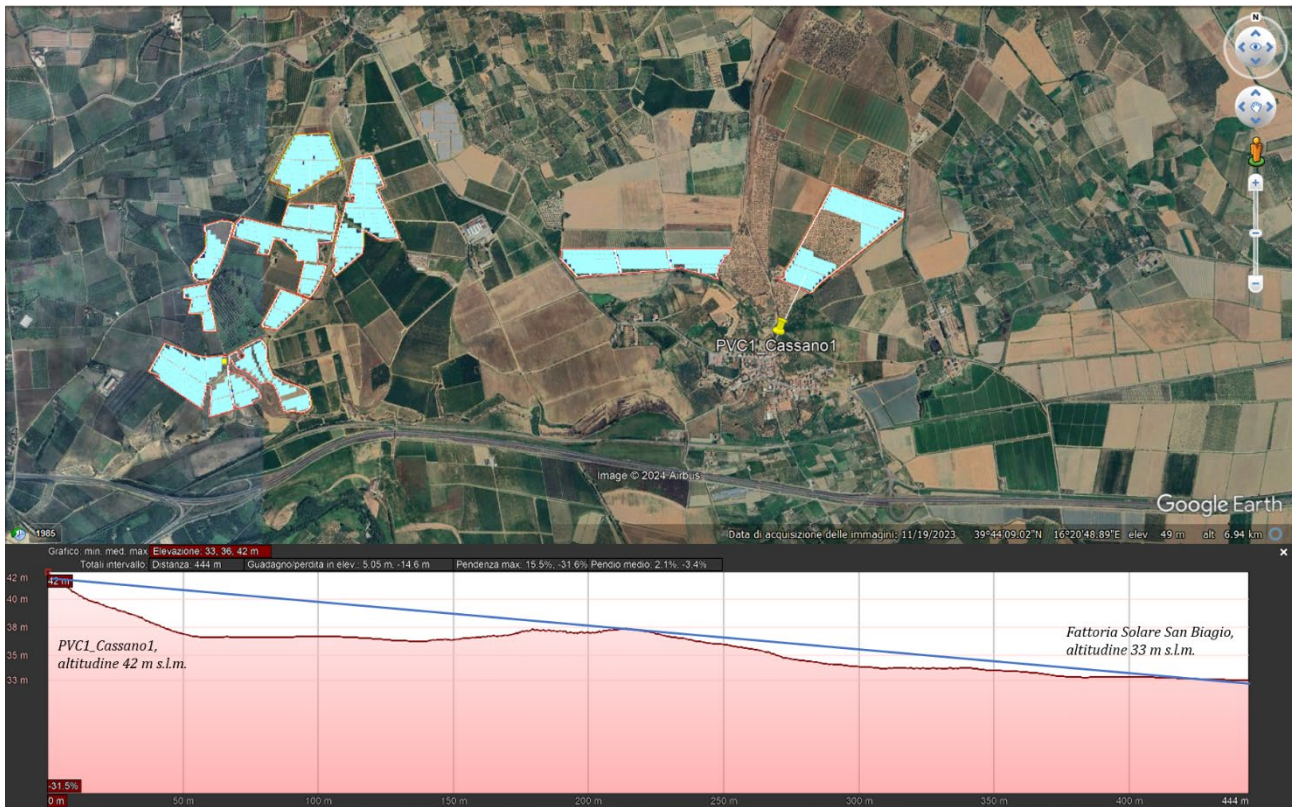 N
PVC1_Cassano1
Image © 2024 Airbus
Google Earth
1985
Data di acquisizione delle immagini: 11/19/2023 39°44'09.02"N 16°20'48.89"E elev 49 m alt 6.94 km
Grafico: min. med. max Elevazione: 33, 36, 42 m
Totali intervallo Distanza: 444 m Guadagno/perdita in elev.: 5.05 m, -14.6 m Pendenza max: 15.5%, -31.6% Pendio medio: 2.1%, -3.4%
42 m
42 m
40 m
38 m
35 m
33 m
PVC1_Cassano1,
altitudine 42 m s.l.m.
Fattoria Solare San Biagio,
altitudine 33 m s.l.m.
-31.5%
0 m 50 m 100 m 150 m 200 m 250 m 300 m 350 m 400 m 444 m